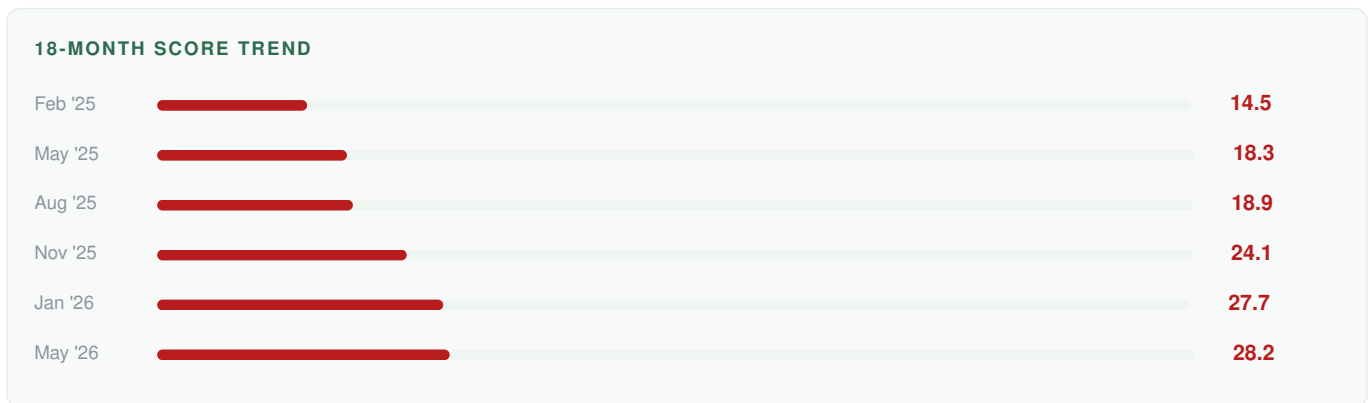 18-MONTH SCORE TREND
Feb '25 14.5
May '25 18.3
Aug '25 18.9
Nov '25 24.1
Jan '26 27.7
May '26 28.2